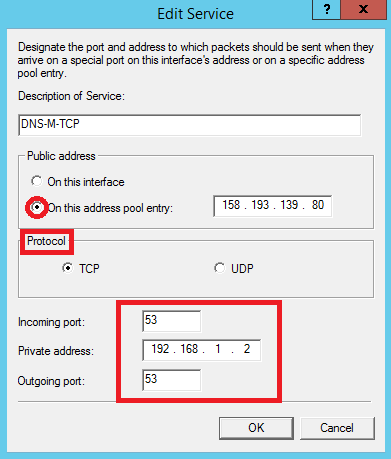 Edit Service
?
X
Designate the port and address to which packets should be sent when they
arrive on a special port on this interface's address or on a specific address
pool entry.
Description of Service:
DNS-M-TCP
Public address
On this interface
On this address pool entry: 158 . 193 . 139 . 80
Protocol
TCP UDP
Incoming port: 53
Private address: 192 . 168 . 1 . 2
Outgoing port: 53
OK Cancel